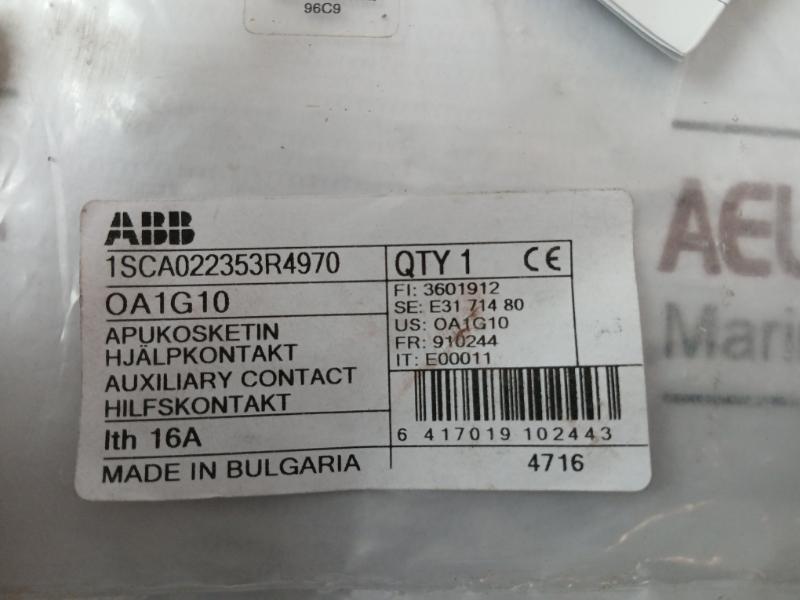 96C9
ABB
1SCA022353R4970
QTY 1 CE
OA1G10
APUKOSKETIN
HJÄLPKONTAKT
AUXILIARY CONTACT
HILFSKONTAKT
FI: 3601912
SE: E31 714 80
US: OA1G10
FR: 910244
IT: E00011
Ith 16A
6 417019 102443
MADE IN BULGARIA
4716
AEU
Mari